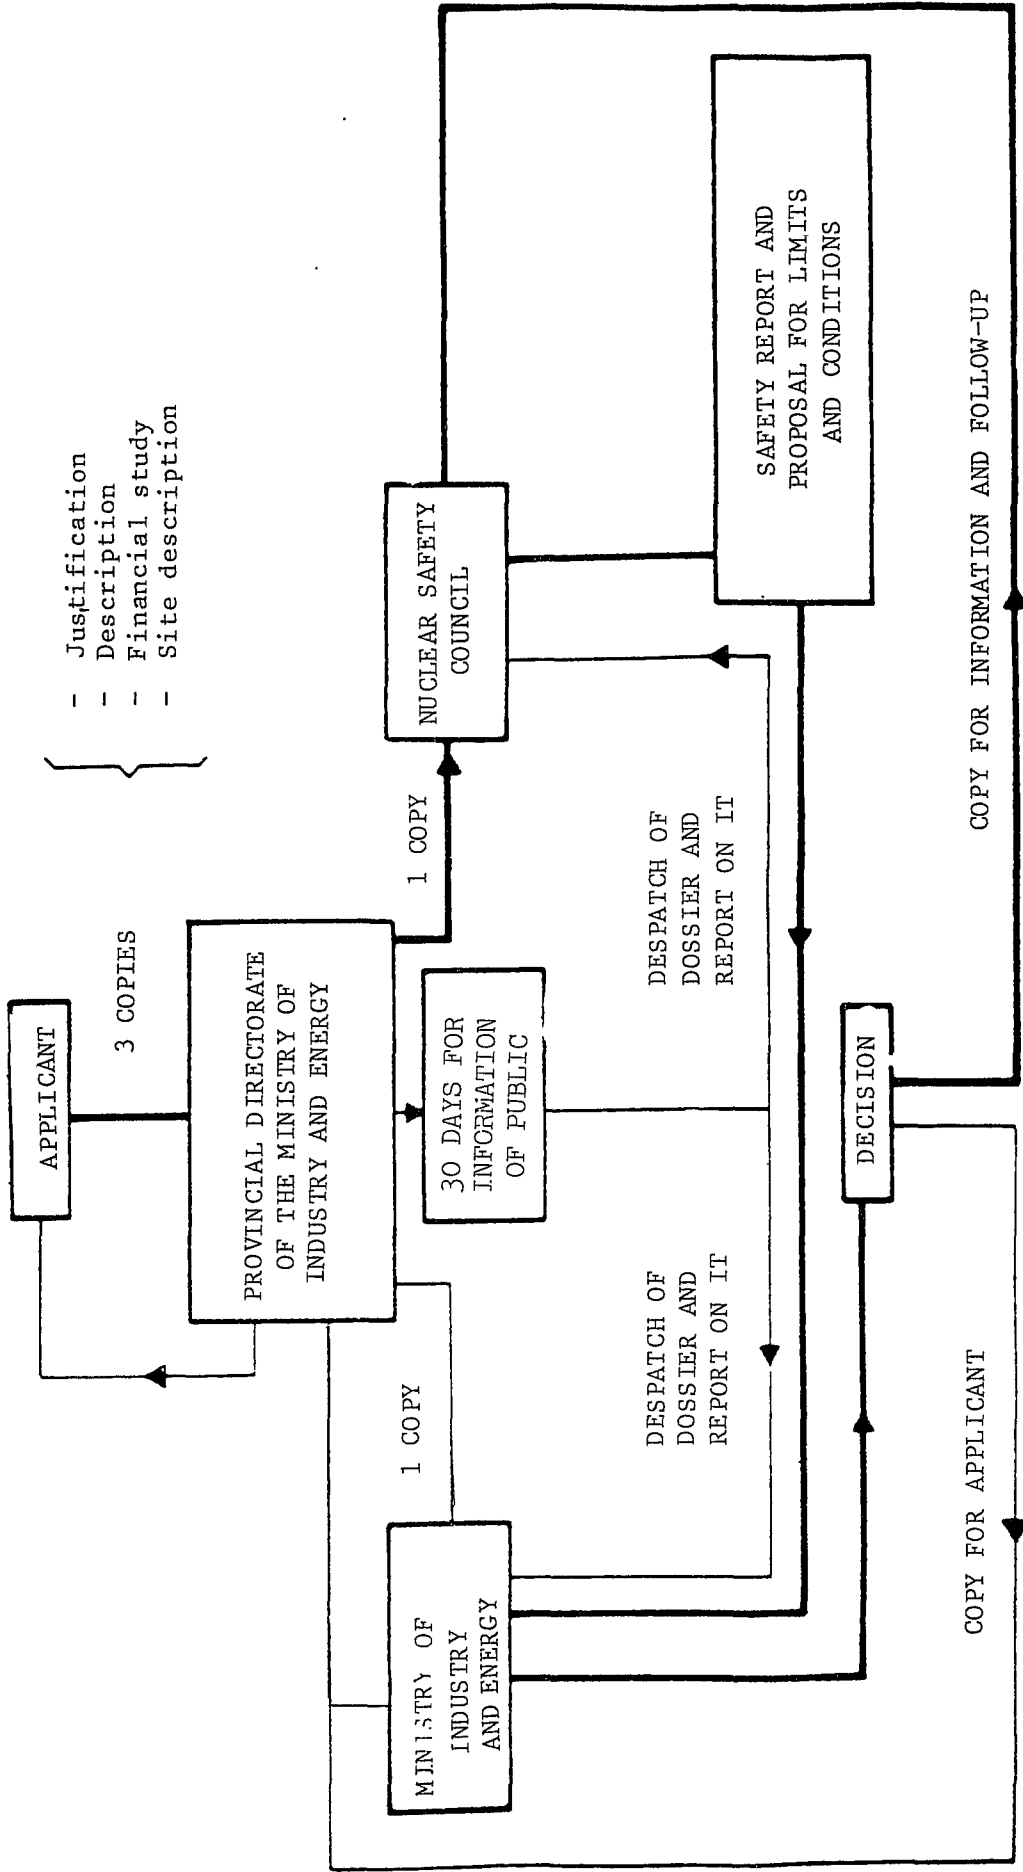 APPLICANT
3 COPIES
- Justification
- Description
- Financial study
- Site description
PROVINCIAL DIRECTORATE
OF THE MINISTRY OF
INDUSTRY AND ENERGY
1 COPY
1 COPY
MINISTRY OF
INDUSTRY
AND ENERGY
30 DAYS FOR
INFORMATION
OF PUBLIC
NUCLEAR SAFETY
COUNCIL
DESPATCH OF
DOSSIER AND
REPORT ON IT
DESPATCH OF
DOSSIER AND
REPORT ON IT
SAFETY REPORT AND
PROPOSAL FOR LIMITS
AND CONDITIONS
DECISION
COPY FOR APPLICANT
COPY FOR INFORMATION AND FOLLOW-UP